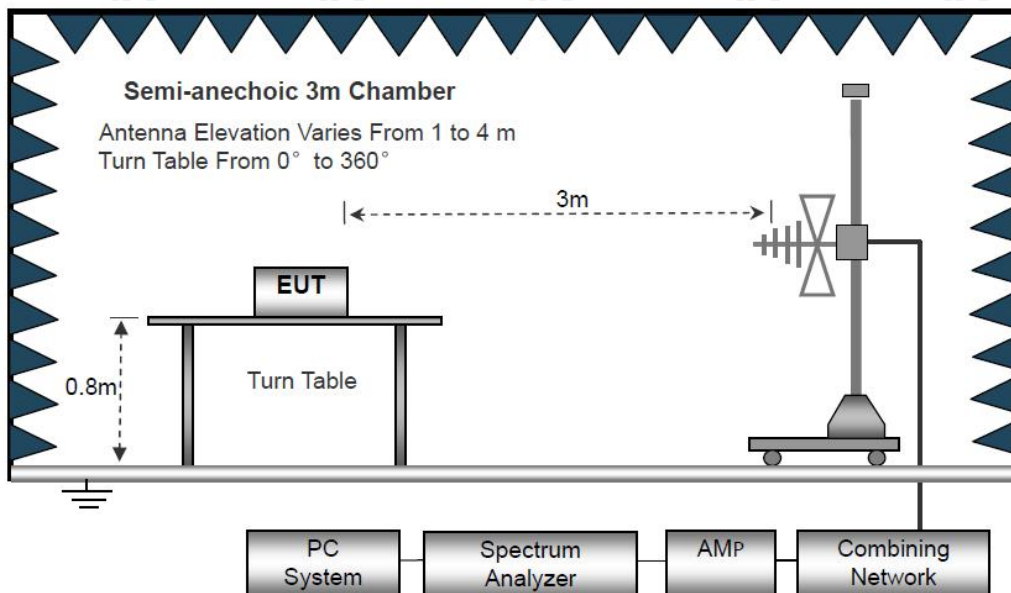 Semi-anechoic 3m Chamber
Antenna Elevation Varies From 1 to 4 m
Turn Table From 0° to 360°
3m
EUT
0.8m
Turn Table
PC
System
Spectrum
Analyzer
AMP
Combining
Network